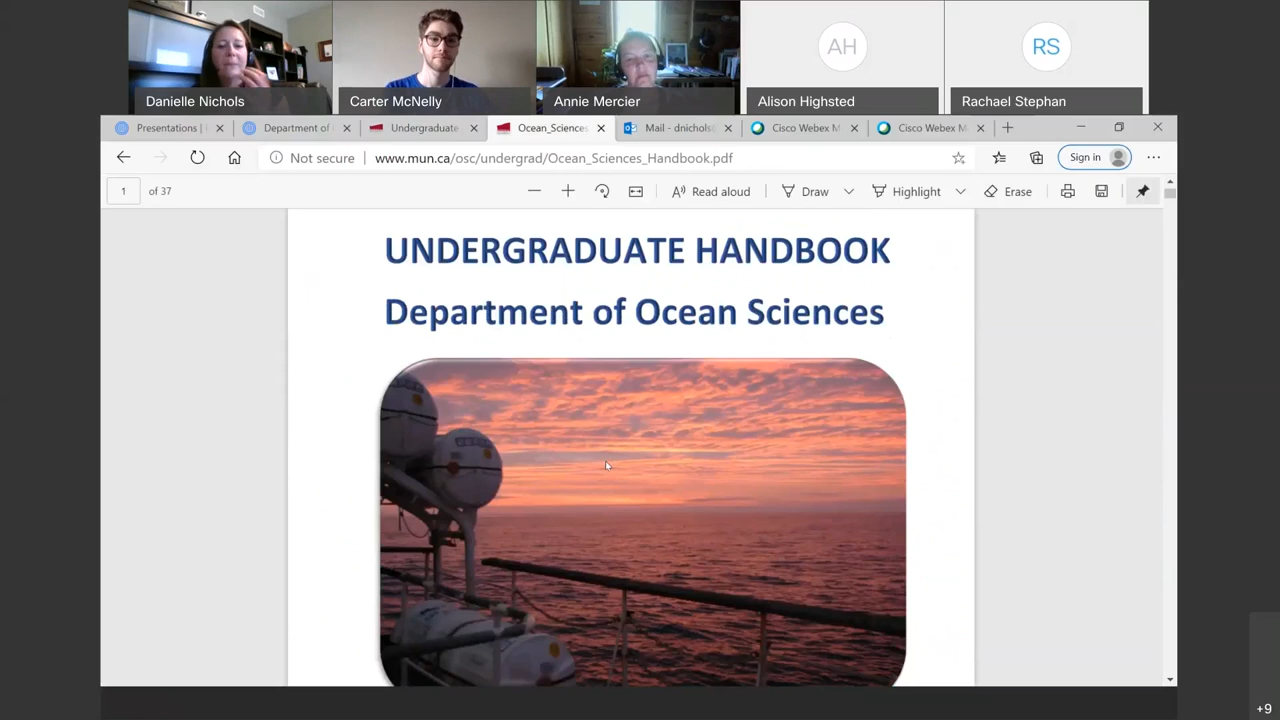 AH
RS
Danielle Nichols
Carter McNelly
Annie Mercier
Alison Highsted
Rachael Stephan
Presentations |
Department of
Undergraduate
Ocean_Sciences
Mail - dnichols@
Cisco Webex M
Cisco Webex M
Not secure
www.mun.ca/osc/undergrad/Ocean_Sciences_Handbook.pdf
Sign in
1 of 37
Read aloud
Draw
Highlight
Erase
UNDERGRADUATE HANDBOOK
Department of Ocean Sciences
+9